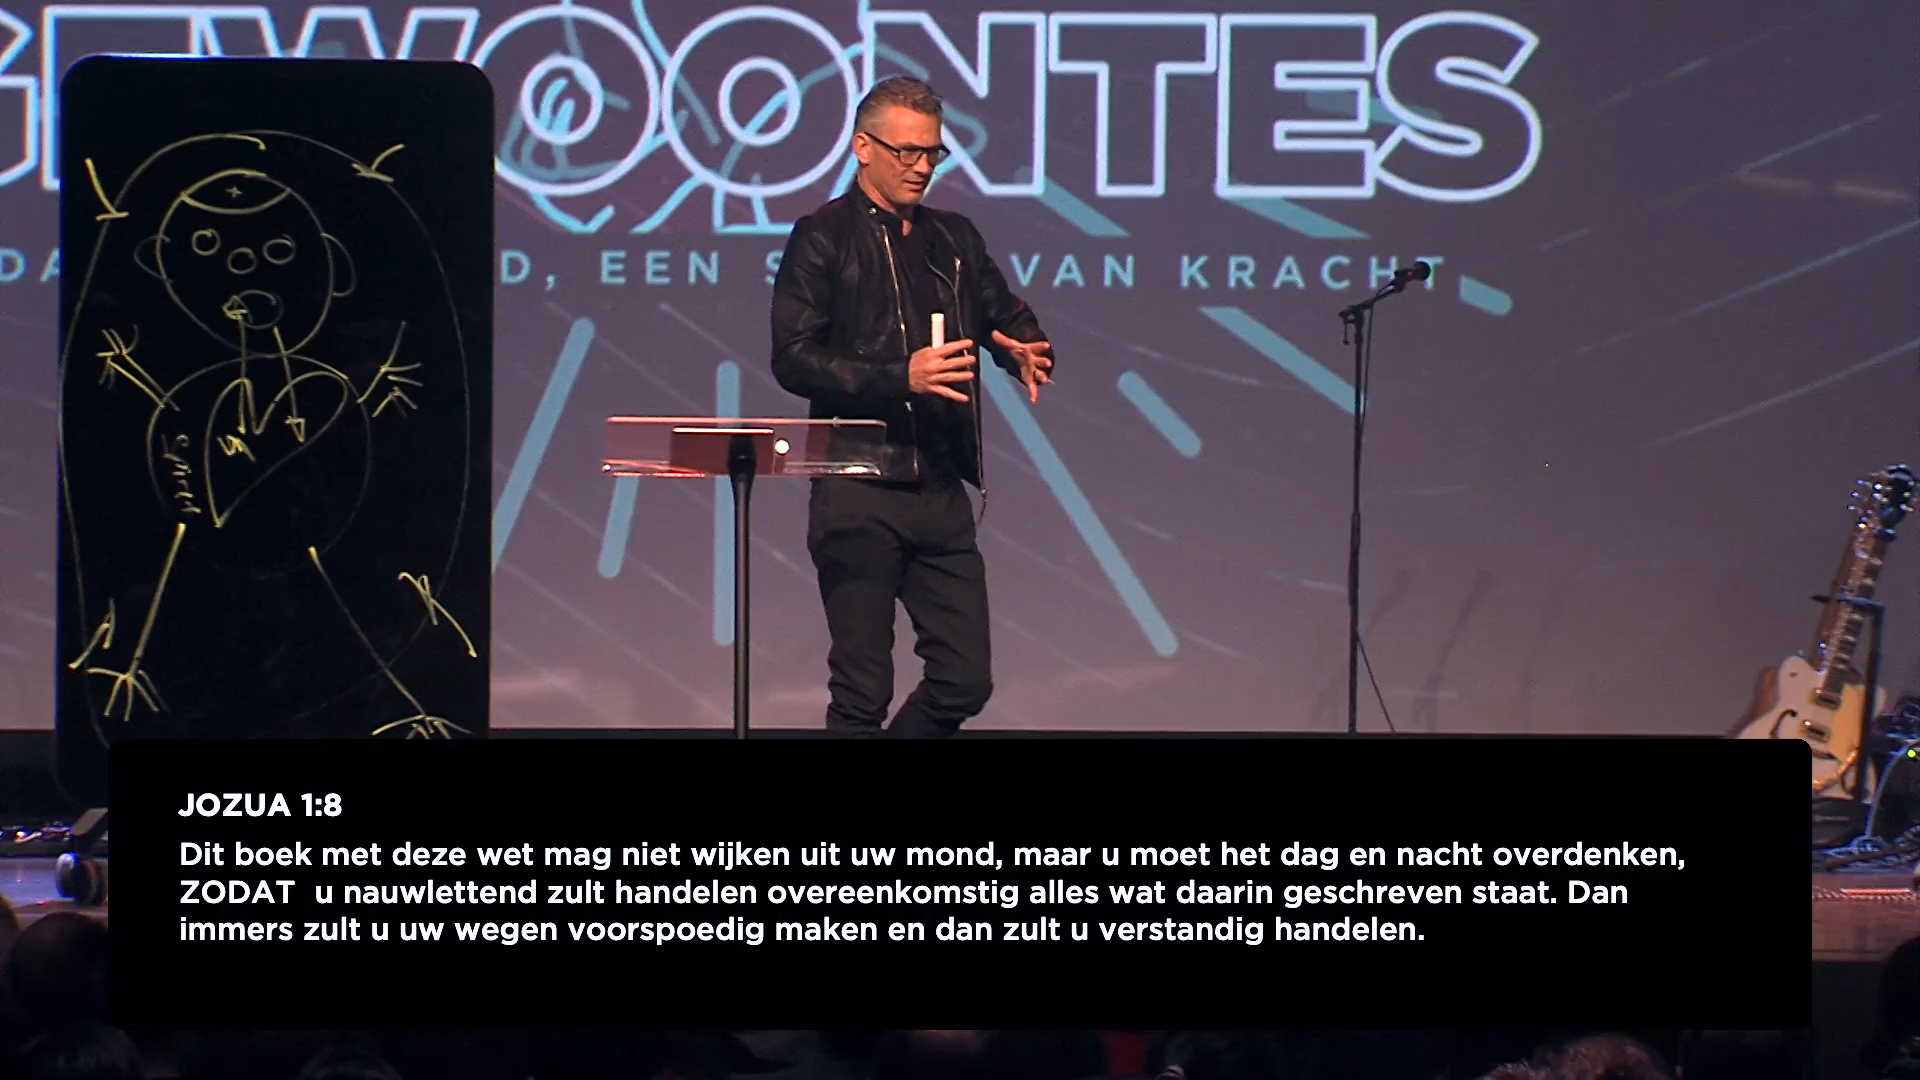 GEWOONTES
D, EEN S VAN KRACHT
JOZUA 1:8
Dit boek met deze wet mag niet wijken uit uw mond, maar u moet het dag en nacht overdenken,
ZODAT u nauwlettend zult handelen overeenkomstig alles wat daarin geschreven staat. Dan
immers zult u uw wegen voorspoedig maken en dan zult u verstandig handelen.